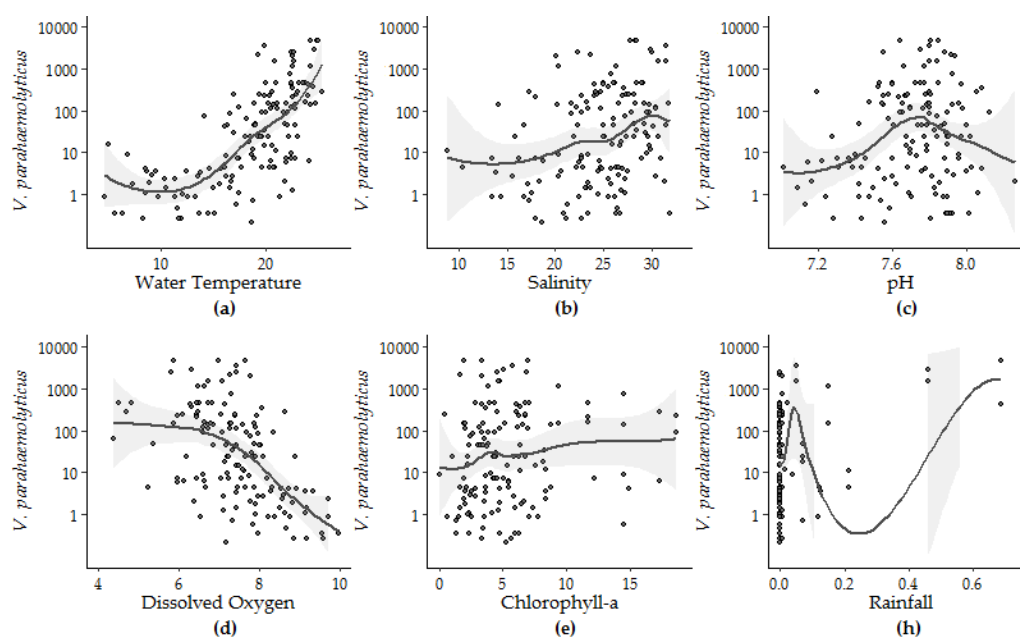 V. parahaemolyticus
10000
1000
100
10
1
10
20
Water Temperature
(a)
V. parahaemolyticus
10000
1000
100
10
1
10
15
20
25
30
Salinity
(b)
V. parahaemolyticus
10000
1000
100
10
1
7.2
7.6
8.0
pH
(c)
V. parahaemolyticus
10000
1000
100
10
1
4
6
8
10
Dissolved Oxygen
(d)
V. parahaemolyticus
10000
1000
100
10
1
0
5
10
15
Chlorophyll-a
(e)
V. parahaemolyticus
10000
1000
100
10
1
0.0
0.2
0.4
0.6
Rainfall
(h)